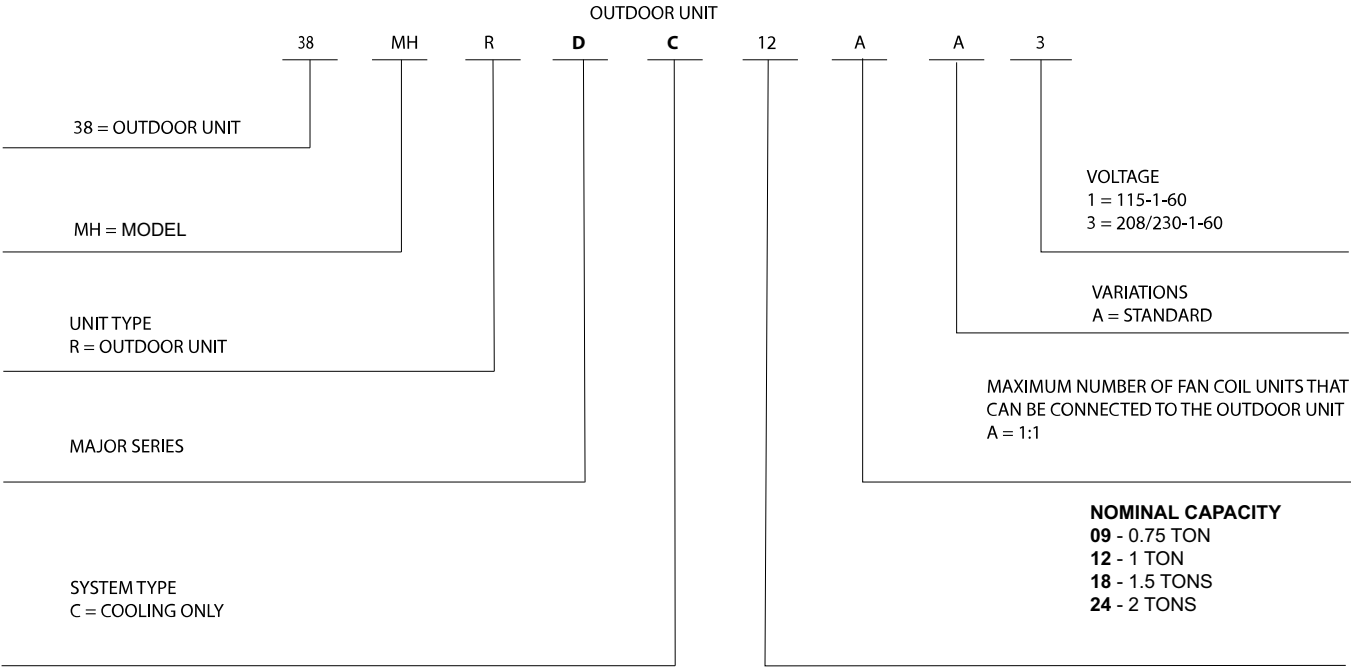 OUTDOOR UNIT
38 MH R D C 12 A A 3
38 = OUTDOOR UNIT
MH = MODEL
UNIT TYPE
R = OUTDOOR UNIT
MAJOR SERIES
SYSTEM TYPE
C = COOLING ONLY
VOLTAGE
1 = 115-1-60
3 = 208/230-1-60
VARIATIONS
A = STANDARD
MAXIMUM NUMBER OF FAN COIL UNITS THAT
CAN BE CONNECTED TO THE OUTDOOR UNIT
A = 1:1
NOMINAL CAPACITY
09 - 0.75 TON
12 - 1 TON
18 - 1.5 TONS
24 - 2 TONS